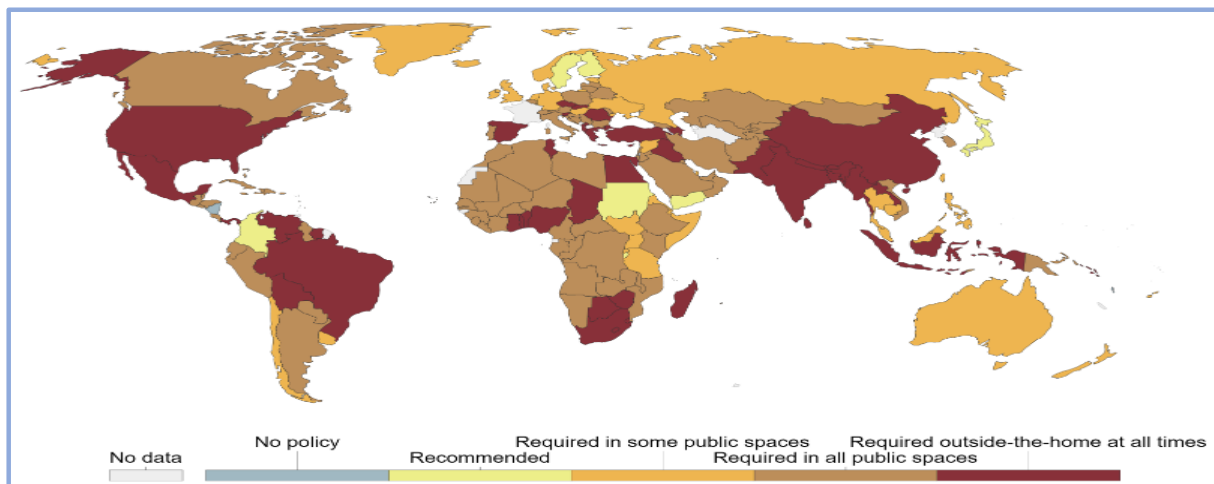 Required in some public spaces
Required outside-the-home at all times
No policy
No data
Recommended
Required in all public spaces